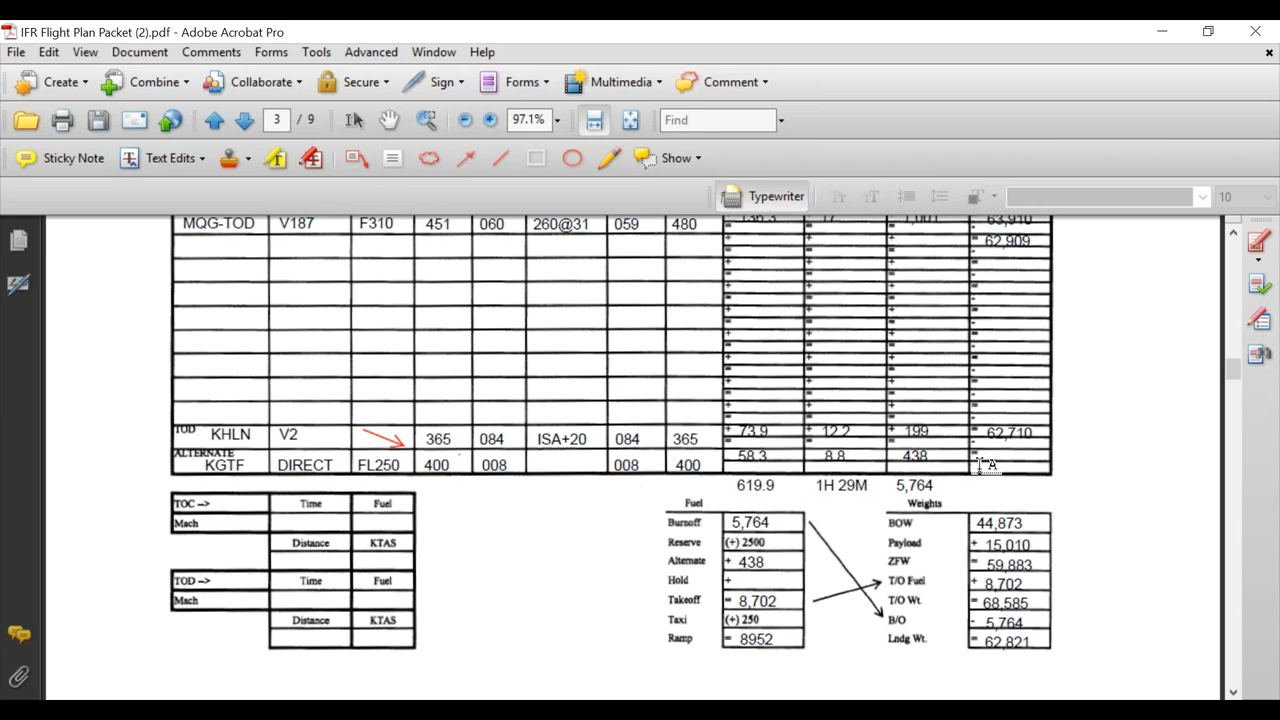 IFR Flight Plan Packet (2).pdf - Adobe Acrobat Pro
File Edit View Document Comments Forms Tools Advanced Window Help
Create Combine Collaborate Secure Sign Forms Multimedia Comment
3 / 9 97.1% Find
Sticky Note Text Edits Show
Typewriter 10
MQG-TOD V187 F310 451 060 260@31 059 480 136.3 17 1,001 63,910
= 62,909
TOD KHLN V2 365 084 ISA+20 084 365 + 73.9 + 12.2 + 199 = 62,710
ALTERNATE KGTF DIRECT FL250 400 008 008 400 58.3 8.8 438
619.9 1H 29M 5,764
TOC --> Time Fuel
Mach
Distance KTAS
TOD --> Time Fuel
Mach
Distance KTAS
Fuel
Burnoff 5,764
Reserve (+) 2500
Alternate + 438
Hold +
Takeoff = 8,702
Taxi (+) 250
Ramp = 8952
Weights
BOW 44,873
Payload + 15,010
ZFW = 59,883
T/O Fuel + 8,702
T/O Wt. = 68,585
B/O - 5,764
Lndg Wt. = 62,821